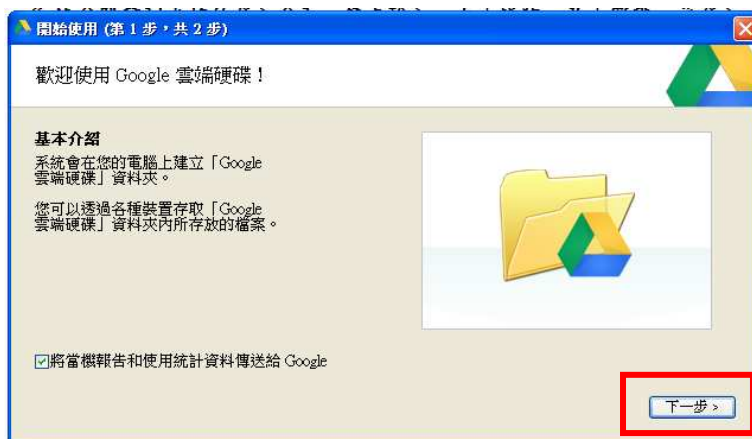 開始使用 (第 1 步，共 2 步)
歡迎使用 Google 雲端硬碟！
基本介紹
系統會在您的電腦上建立「Google
雲端硬碟」資料夾。
您可以透過各種裝置存取「Google
雲端硬碟」資料夾內所存放的檔案。
將當機報告和使用統計資料傳送給 Google
下一步 >